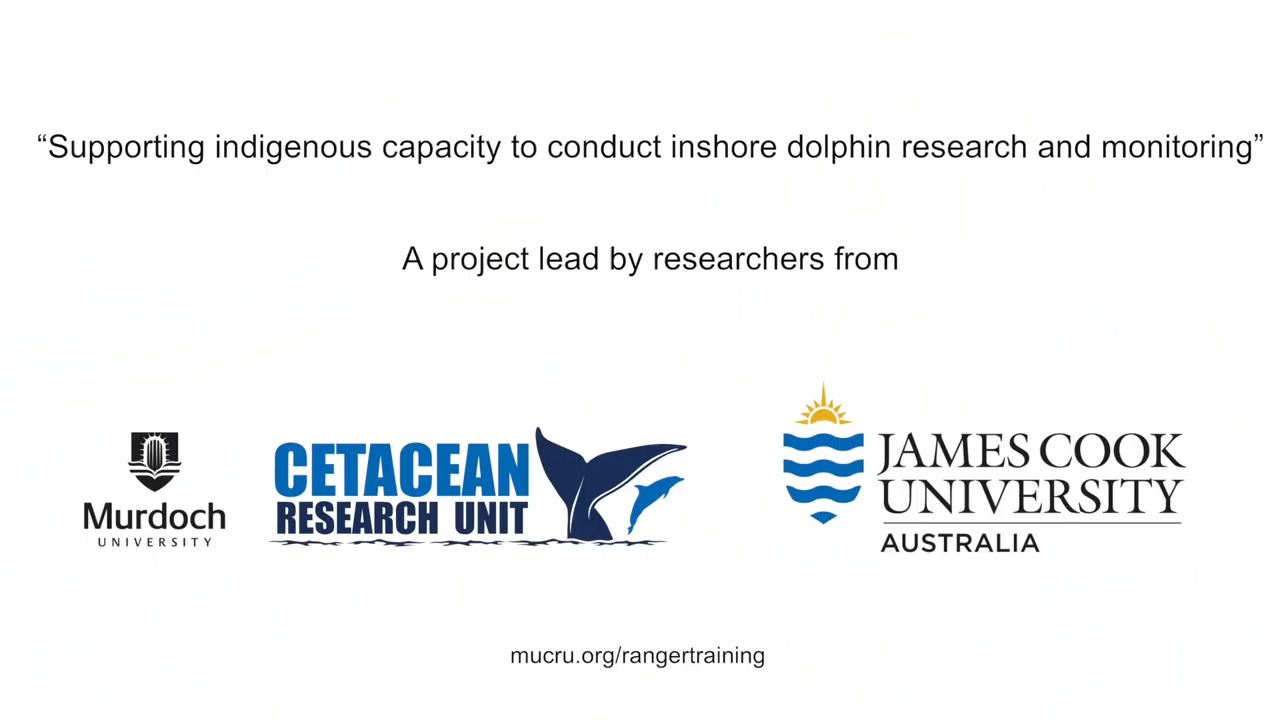 “Supporting indigenous capacity to conduct inshore dolphin research and monitoring”
A project lead by researchers from
Murdoch
UNIVERSITY
CETACEAN
RESEARCH UNIT
JAMES COOK
UNIVERSITY
AUSTRALIA
mucru.org/rangertraining